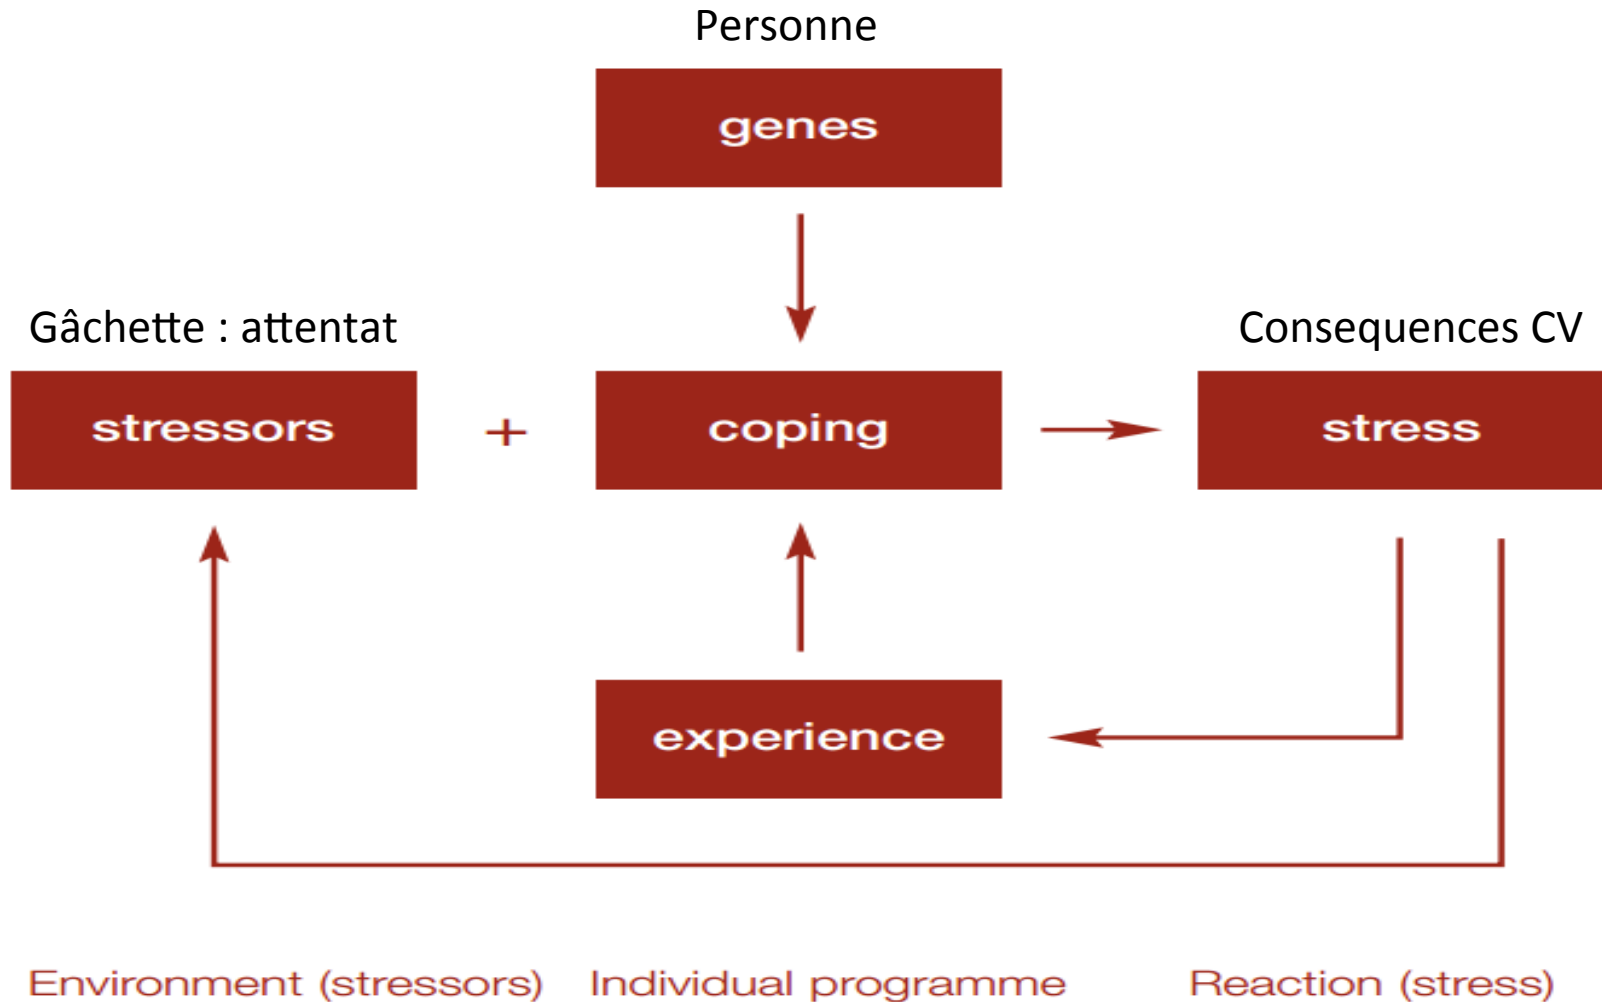 Personne
genes
Gâchette : attentat
Consequences CV
stressors
+
coping
stress
experience
Environment (stressors)
Individual programme
Reaction (stress)